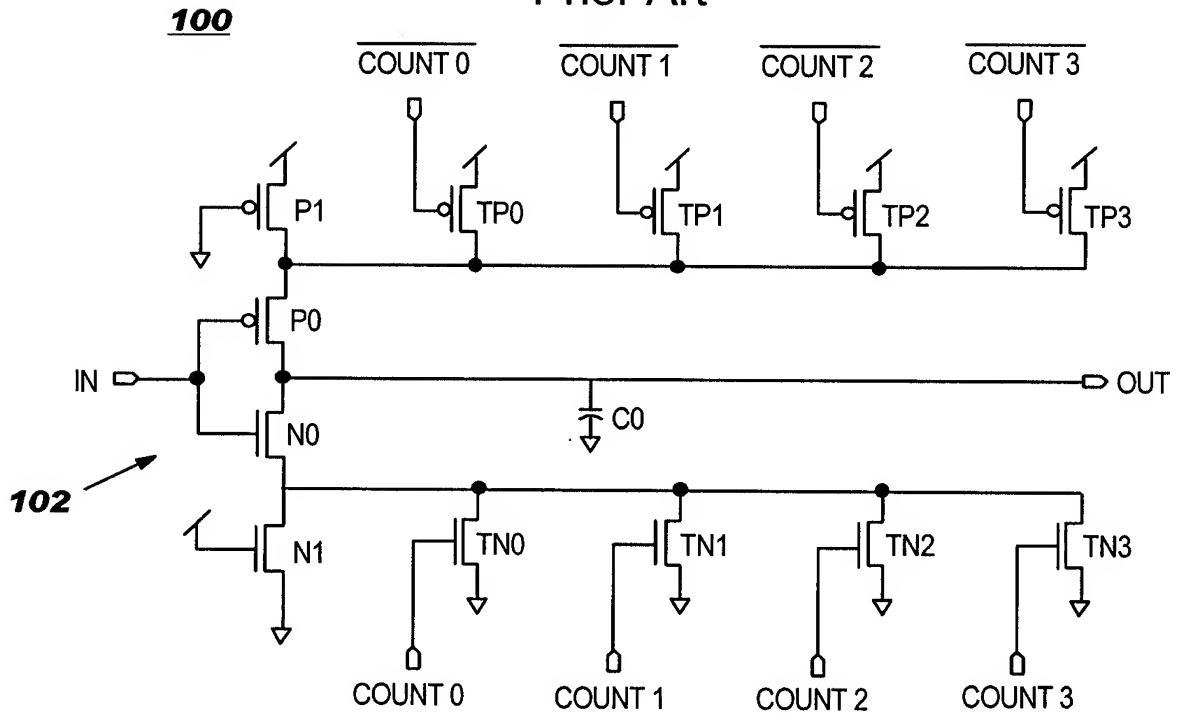 Prior Art
100
COUNT 0 COUNT 1 COUNT 2 COUNT 3
P1 TP0 TP1 TP2 TP3
P0
IN OUT
C0
N0
102
N1 TN0 TN1 TN2 TN3
COUNT 0 COUNT 1 COUNT 2 COUNT 3